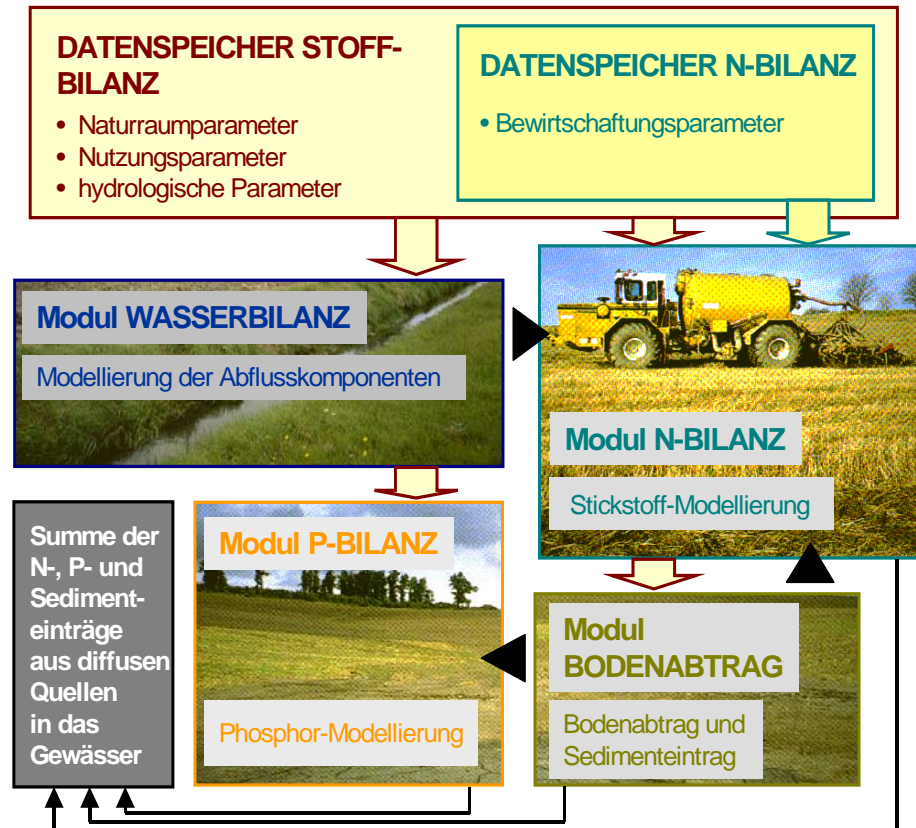 DATENSPEICHER STOFF-
BILANZ
• Naturraumparameter
• Nutzungsparameter
• hydrologische Parameter
DATENSPEICHER N-BILANZ
• Bewirtschaftungsparameter
Modul WASSERBILANZ
Modellierung der Abflusskomponenten
Modul N-BILANZ
Stickstoff-Modellierung
Summe der
N-, P- und
Sediment-
einträge
aus diffusen
Quellen
in das
Gewässer
Modul P-BILANZ
Phosphor-Modellierung
Modul
BODENABTRAG
Bodenabtrag und
Sedimenteintrag